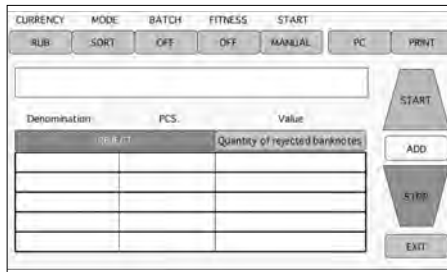 CURRENCY MODE BATCH FITNESS START
RUB SORT OFF OFF MANUAL PC PRINT
START
Denomination PCS. Value
REJECT Quantity of rejected banknotes
ADD
STOP
EXIT